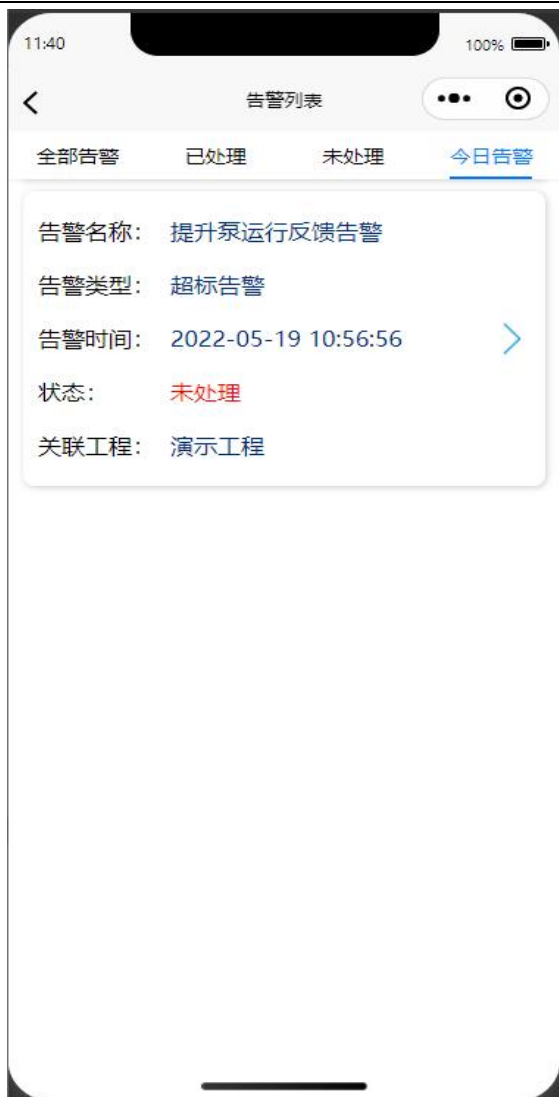 11:40 100%
告警列表
全部告警 已处理 未处理 今日告警
告警名称： 提升泵运行反馈告警
告警类型： 超标告警
告警时间： 2022-05-19 10:56:56
状态： 未处理
关联工程： 演示工程